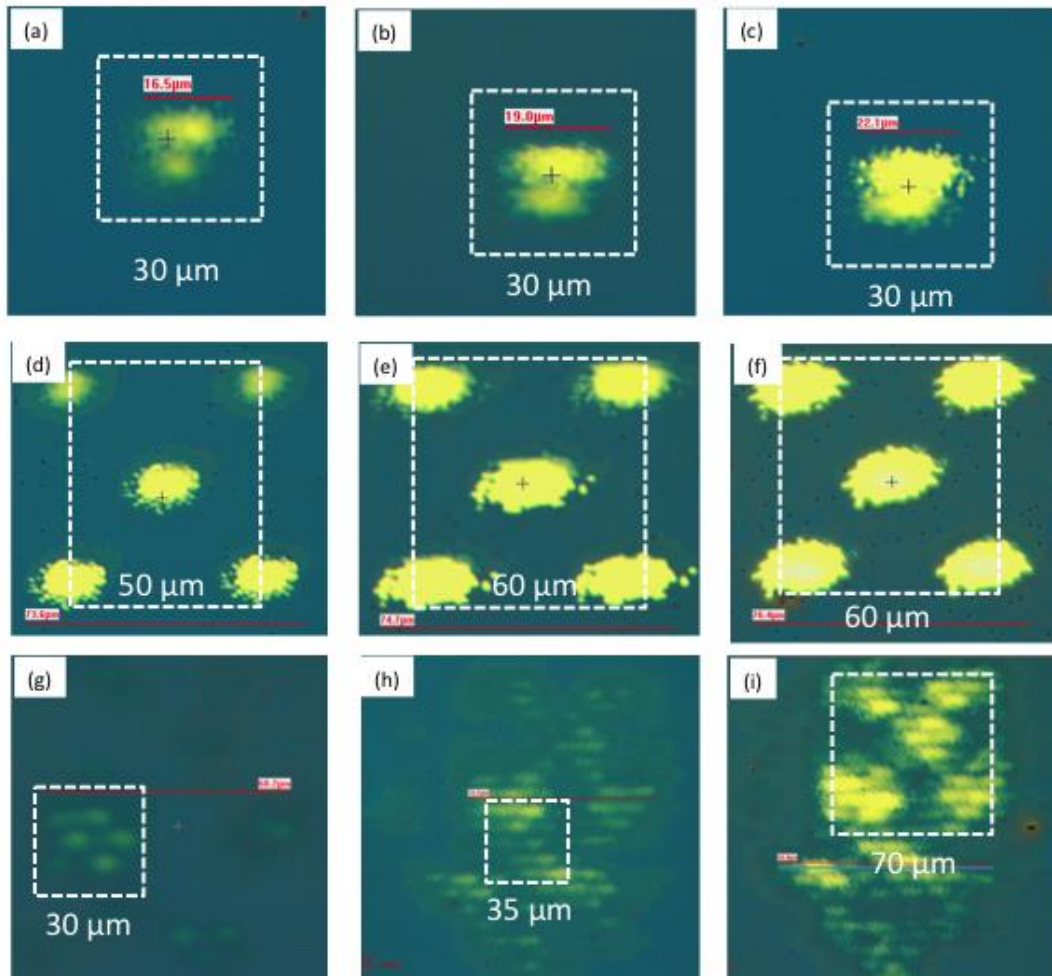 (a)
16.5µm
30 µm
(b)
19.0µm
30 µm
(c)
22.1µm
30 µm
(d)
50 µm
73.6µm
(e)
60 µm
74.7µm
(f)
60 µm
76.4µm
(g)
30 µm
(h)
35 µm
(i)
70 µm